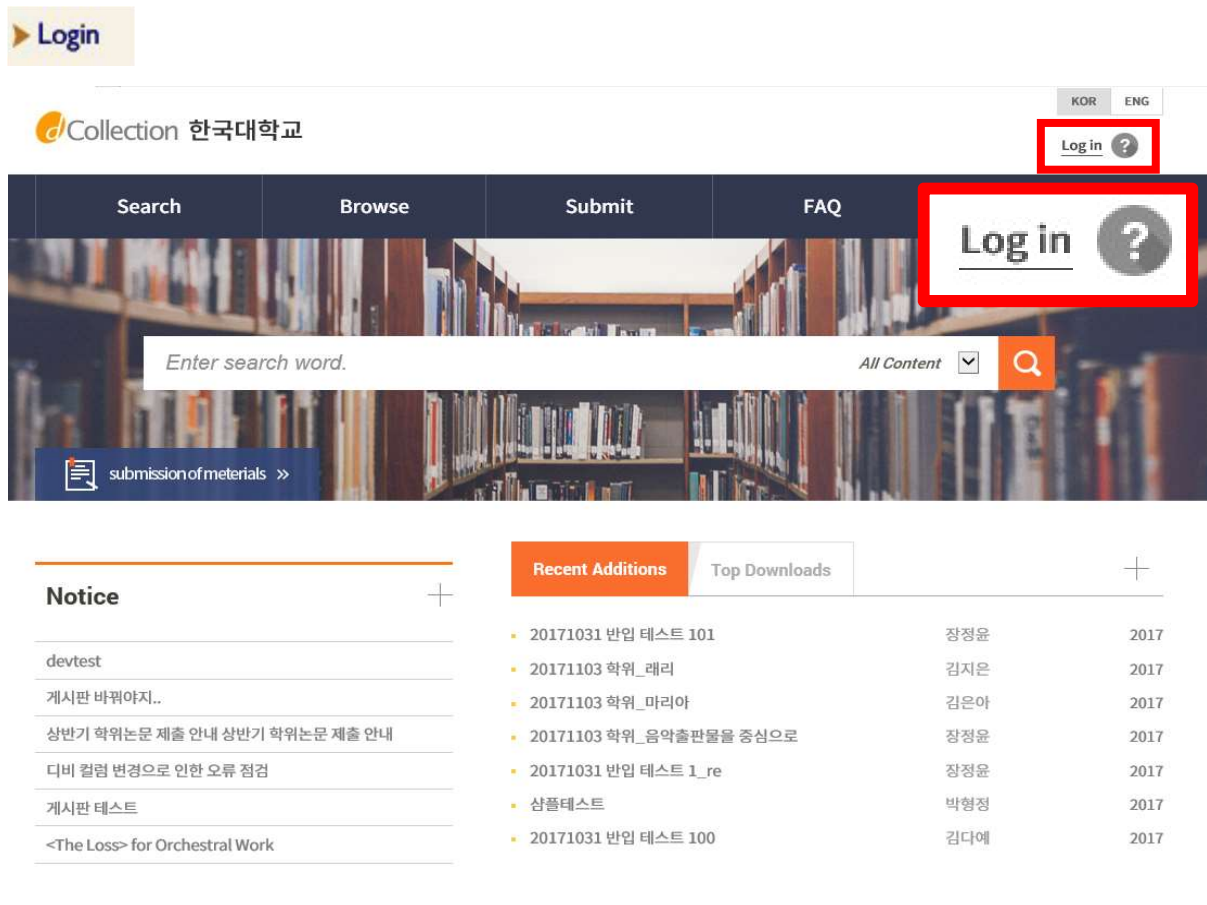 Login
KOR ENG
dCollection 한국대학교
Log in ?
Search Browse Submit FAQ
Log in ?
Enter search word. All Content
submission of meterials »
Recent Additions Top Downloads
Notice
20171031 반입 테스트 101 장정윤 2017
devtest
20171103 학위_래리 김지은 2017
게시판 바꿔야지..
20171103 학위_마리아 김은아 2017
상반기 학위논문 제출 안내 상반기 학위논문 제출 안내
20171103 학위_음악출판물을 중심으로 장정윤 2017
디비 컬럼 변경으로 인한 오류 점검
20171031 반입 테스트 1_re 장정윤 2017
게시판 테스트
샴플테스트 박형정 2017
<The Loss> for Orchestral Work
20171031 반입 테스트 100 김다예 2017